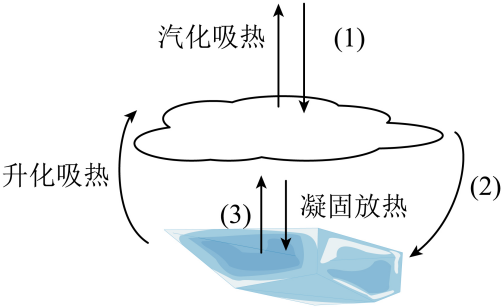 汽化吸热
(1)
升化吸热
(2)
(3)
凝固放热